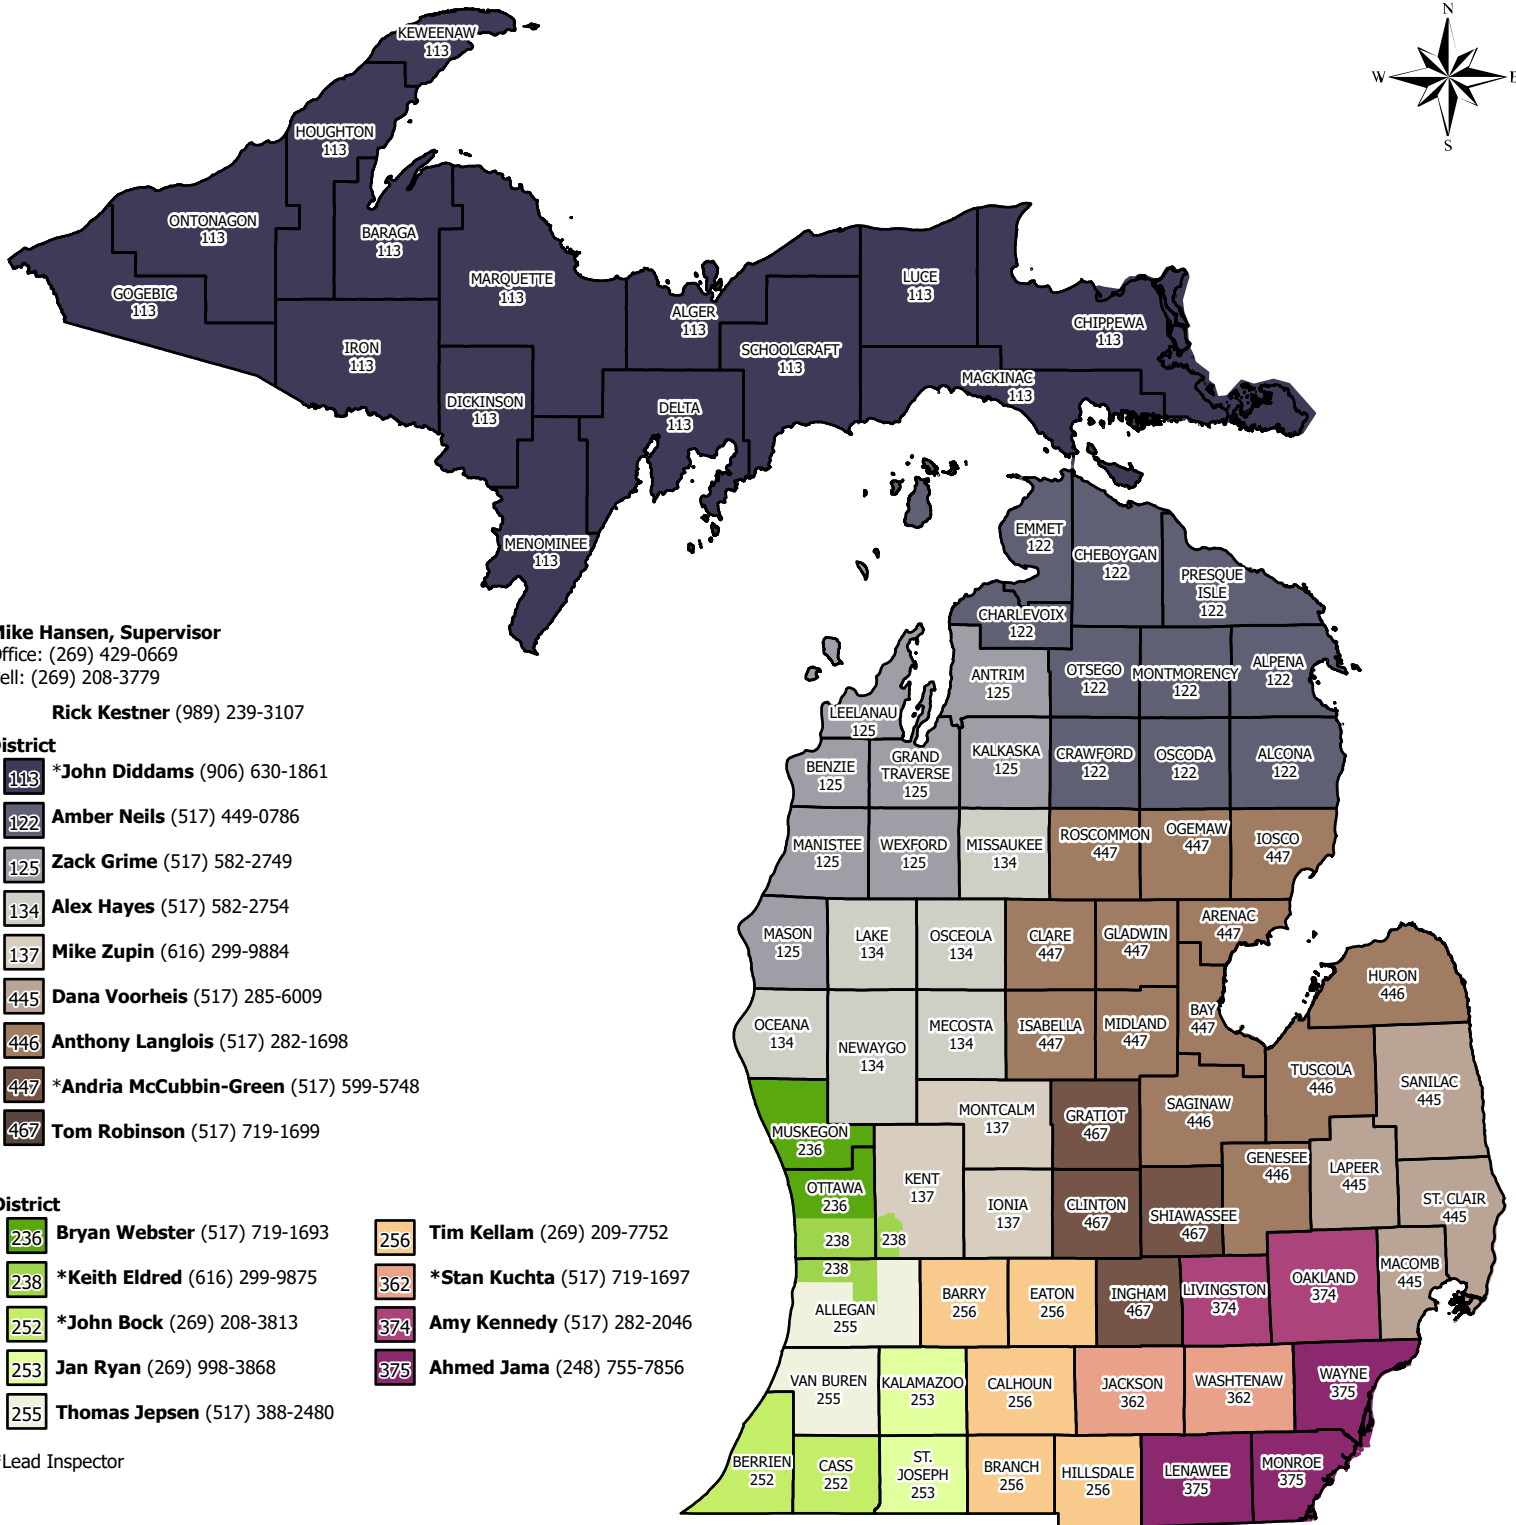 N
W E
S
KEWEENAW
113
HOUGHTON
113
ONTONAGON
113
BARAGA
113
GOGEBIC
113
MARQUETTE
113
LUCE
113
ALGER
113
CHIPPEWA
113
IRON
113
SCHOOLCRAFT
113
MACKINAC
113
DICKINSON
113
DELTA
113
MENOMINEE
113
EMMET
122
CHEBOYGAN
122
PRESQUE
ISLE
122
CHARLEVOIX
122
ANTRIM
125
OTSEGO
122
MONTMORENCY
122
ALPENA
122
LEELANAU
125
BENZIE
125
GRAND
TRAVERSE
125
KALKASKA
125
CRAWFORD
122
OSCODA
122
ALCONA
122
MANISTEE
125
WEXFORD
125
MISSAUKEE
134
ROSCOMMON
447
OGEMAW
447
IOSCO
447
MASON
125
LAKE
134
OSCEOLA
134
CLARE
447
GLADWIN
447
ARENAC
447
HURON
446
OCEANA
134
NEWAYGO
134
MECOSTA
134
ISABELLA
447
MIDLAND
447
BAY
447
TUSCOLA
446
SANILAC
445
MUSKEGON
236
MONTCALM
137
GRATIOT
467
SAGINAW
446
GENESEE
446
LAPEER
445
ST. CLAIR
445
OTTAWA
236
238
KENT
137
238
IONIA
137
CLINTON
467
SHIAWASSEE
467
238
ALLEGAN
255
BARRY
256
EATON
256
INGHAM
467
LIVINGSTON
374
OAKLAND
374
MACOMB
445
VAN BUREN
255
KALAMAZOO
253
CALHOUN
256
JACKSON
362
WASHTENAW
362
WAYNE
375
BERRIEN
252
CASS
252
ST.
JOSEPH
253
BRANCH
256
HILLSDALE
256
LENAWEE
375
MONROE
375
Mike Hansen, Supervisor
Office: (269) 429-0669
Cell: (269) 208-3779
Rick Kestner (989) 239-3107
District
113 *John Diddams (906) 630-1861
122 Amber Neils (517) 449-0786
125 Zack Grime (517) 582-2749
134 Alex Hayes (517) 582-2754
137 Mike Zupin (616) 299-9884
445 Dana Voorheis (517) 285-6009
446 Anthony Langlois (517) 282-1698
447 *Andria McCubbin-Green (517) 599-5748
467 Tom Robinson (517) 719-1699
District
236 Bryan Webster (517) 719-1693
238 *Keith Eldred (616) 299-9875
252 *John Bock (269) 208-3813
253 Jan Ryan (269) 998-3868
255 Thomas Jepsen (517) 388-2480
256 Tim Kellam (269) 209-7752
362 *Stan Kuchta (517) 719-1697
374 Amy Kennedy (517) 282-2046
375 Ahmed Jama (248) 755-7856
*Lead Inspector